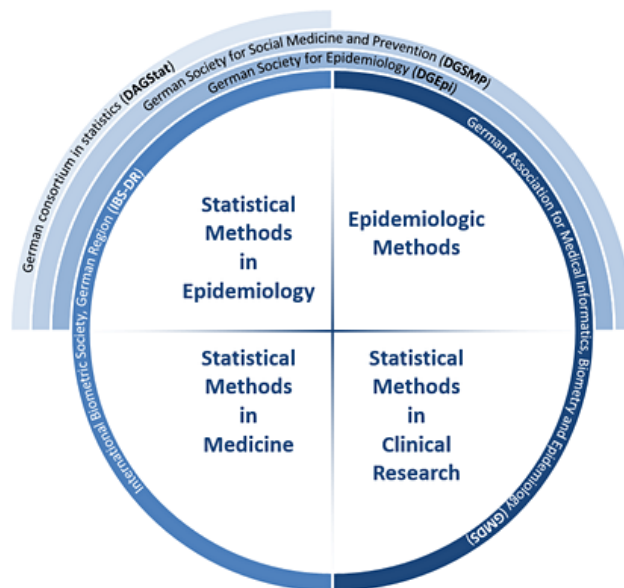 German consortium in statistics (DAGStat)
German Society for Social Medicine and Prevention (DGSMP)
German Society for Epidemiology (DGEpi)
International Biometric Society, German Region (IBS-DR)
German Association for Medical Informatics, Biometry and Epidemiology (GMDS)
Statistical
Methods
in
Epidemiology
Epidemiologic
Methods
Statistical
Methods
in
Medicine
Statistical
Methods
in
Clinical
Research